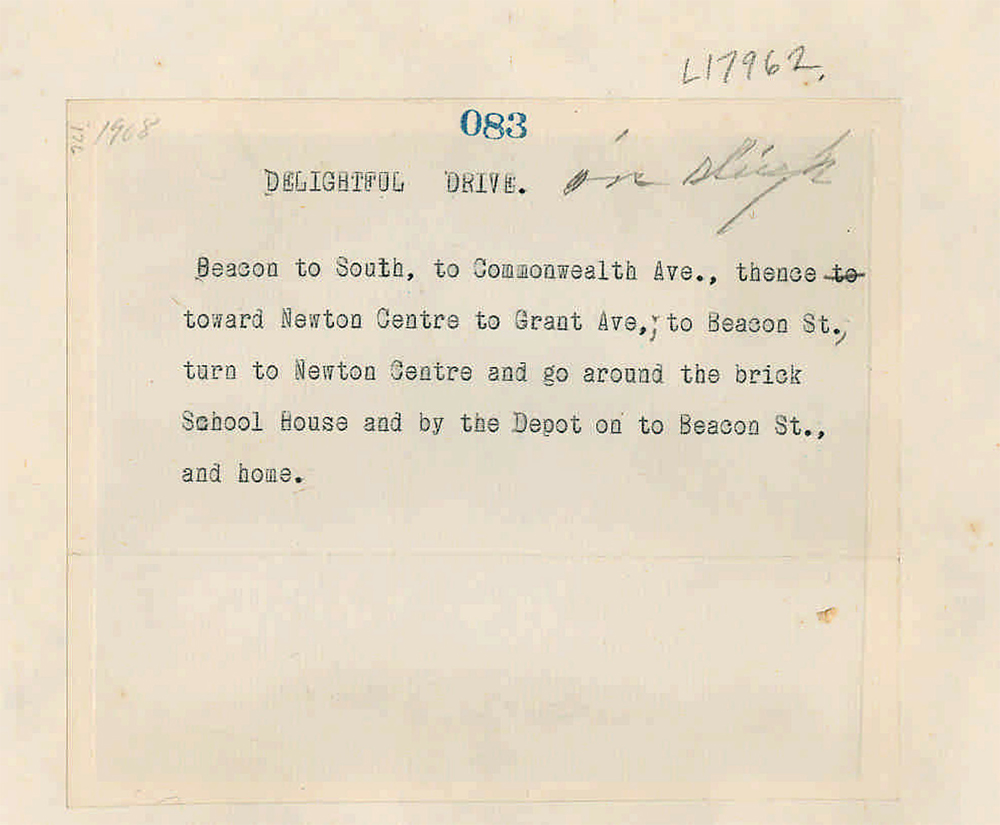 L17962.
083
1908
DELIGHTFUL DRIVE. in sleigh
Beacon to South, to Commonwealth Ave., thence to
toward Newton Centre to Grant Ave,; to Beacon St.,
turn to Newton Centre and go around the brick
School House and by the Depot on to Beacon St.,
and home.